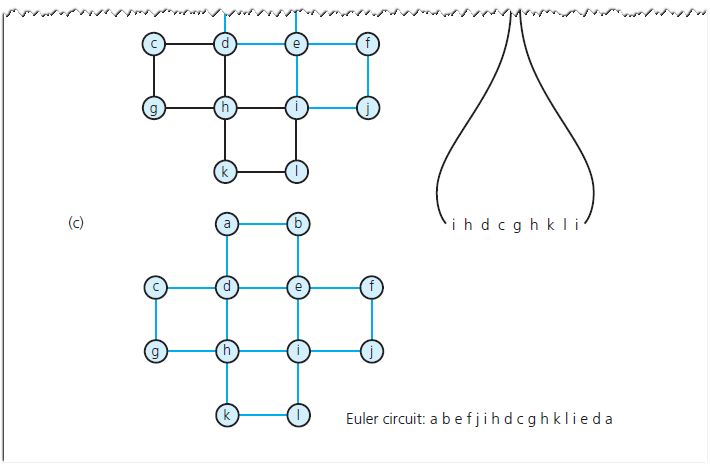 c d e f
g h i j
k l
i h d c g h k l i
(c)
a b
c d e f
g h i j
k l
Euler circuit: a b e f j i h d c g h k l i e d a